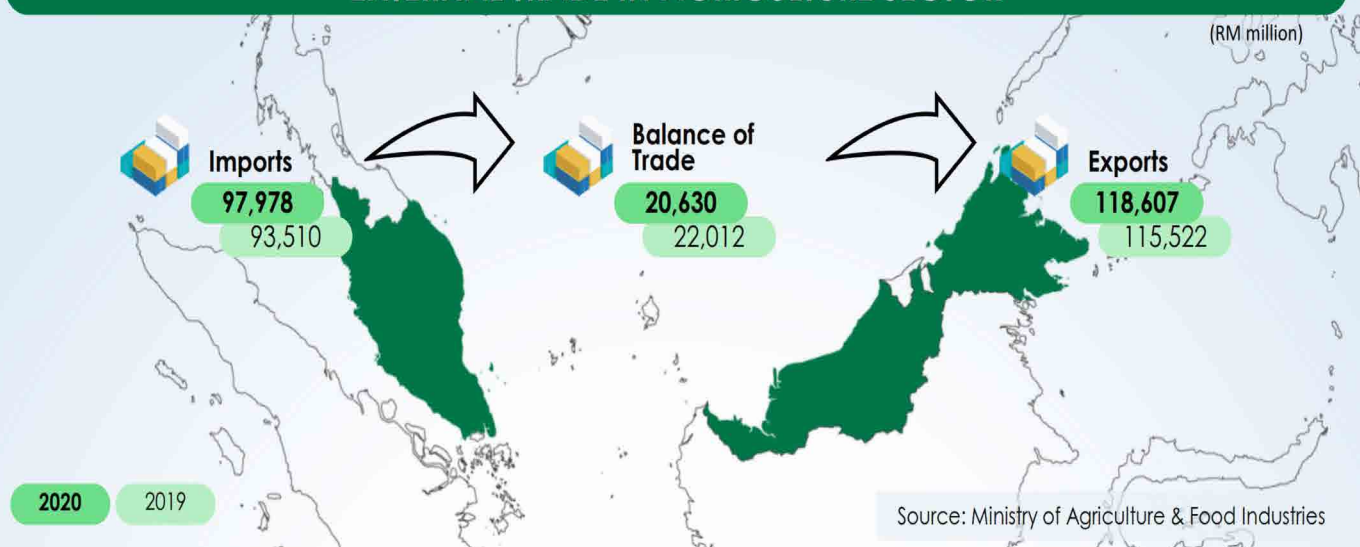 (RM million)
Imports
97,978
93,510
Balance of
Trade
20,630
22,012
Exports
118,607
115,522
2020
2019
Source: Ministry of Agriculture & Food Industries